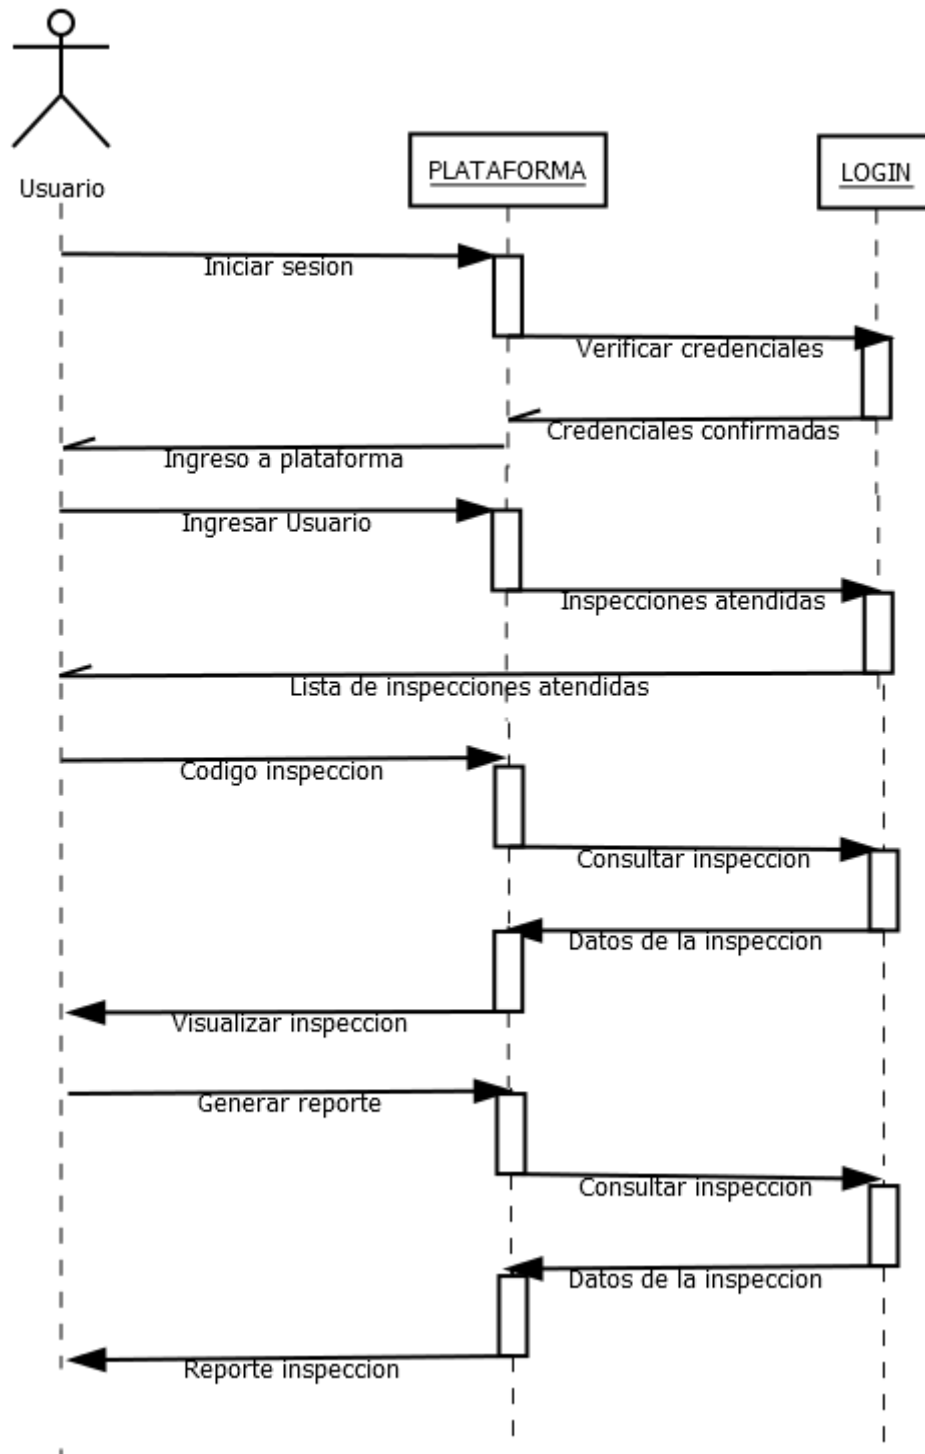 Usuario
PLATAFORMA
LOGIN
Iniciar sesion
Verificar credenciales
Credenciales confirmadas
Ingreso a plataforma
Ingresar Usuario
Inspecciones atendidas
Lista de inspecciones atendidas
Codigo inspeccion
Consultar inspeccion
Datos de la inspeccion
Visualizar inspeccion
Generar reporte
Consultar inspeccion
Datos de la inspeccion
Reporte inspeccion